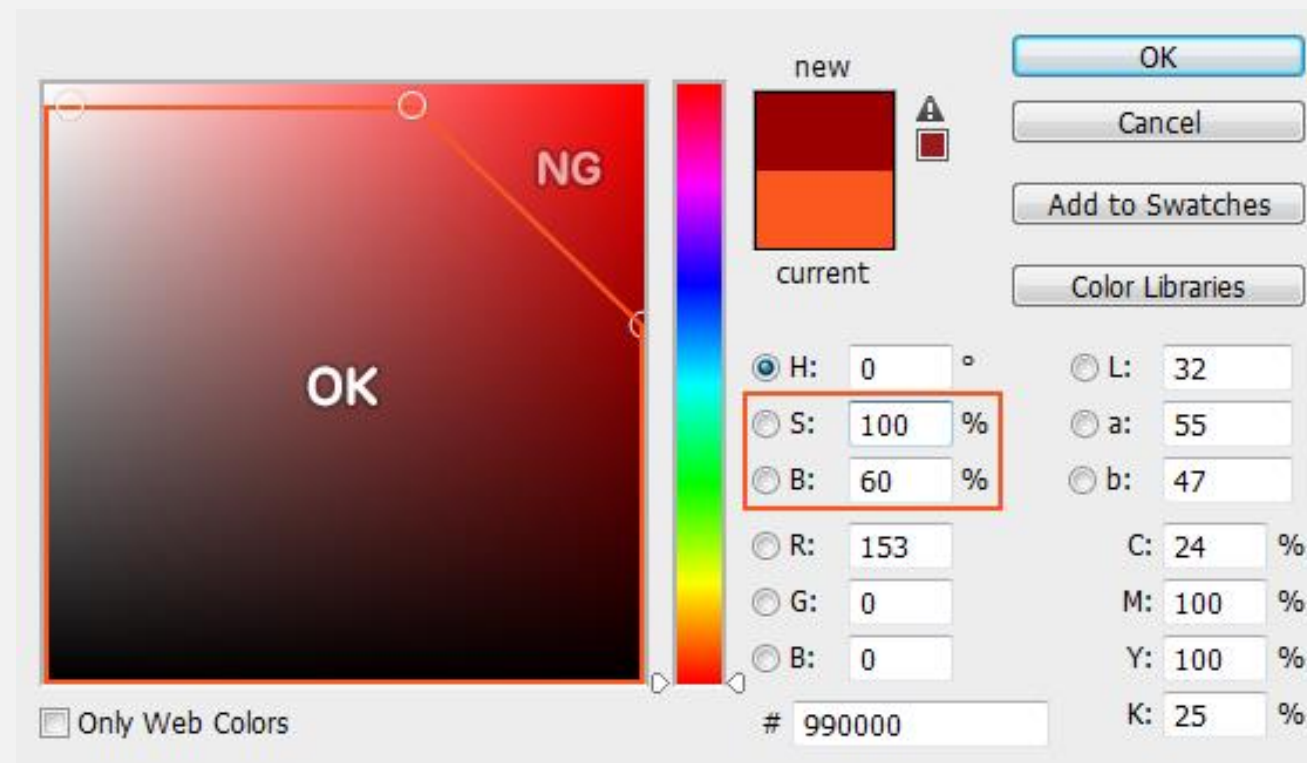 NG
OK
Only Web Colors
new
current
OK
Cancel
Add to Swatches
Color Libraries
H: 0 °
S: 100 %
B: 60 %
R: 153
G: 0
B: 0
# 990000
L: 32
a: 55
b: 47
C: 24 %
M: 100 %
Y: 100 %
K: 25 %